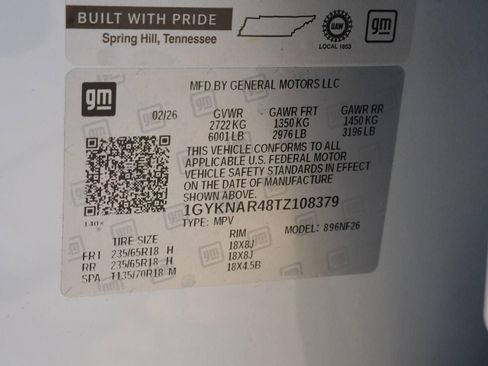 BUILT WITH PRIDE
Spring Hill, Tennessee
UAW
LOCAL 1853
gm
gm
MFD BY GENERAL MOTORS LLC
02/26 GVWR GAWR FRT GAWR RR
2722 KG 1350 KG 1450 KG
6001 LB 2976 LB 3196 LB
THIS VEHICLE CONFORMS TO ALL
APPLICABLE U.S. FEDERAL MOTOR
VEHICLE SAFETY STANDARDS IN EFFECT
ON THE DATE OF MANUFACTURE
SHOWN ABOVE.
1GYKNAR48TZ108379
TYPE: MPV MODEL: 896NF26
140X
TIRE SIZE RIM
FRT 235/65R18 H 18X8J
RR 235/65R18 H 18X8J
SPA T135/70R18 M 18X4.5B